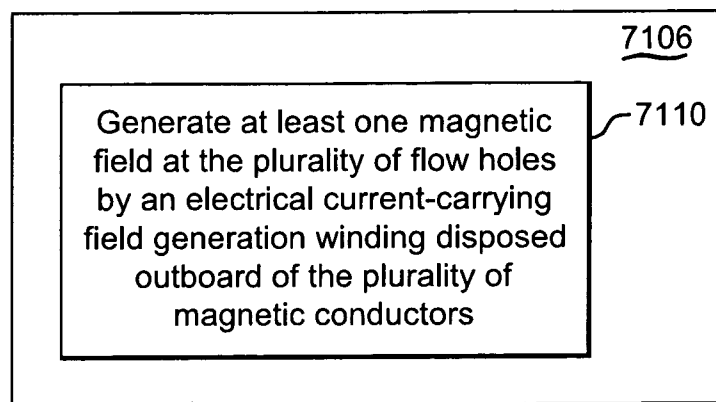 7106
7110
Generate at least one magnetic
field at the plurality of flow holes
by an electrical current-carrying
field generation winding disposed
outboard of the plurality of
magnetic conductors